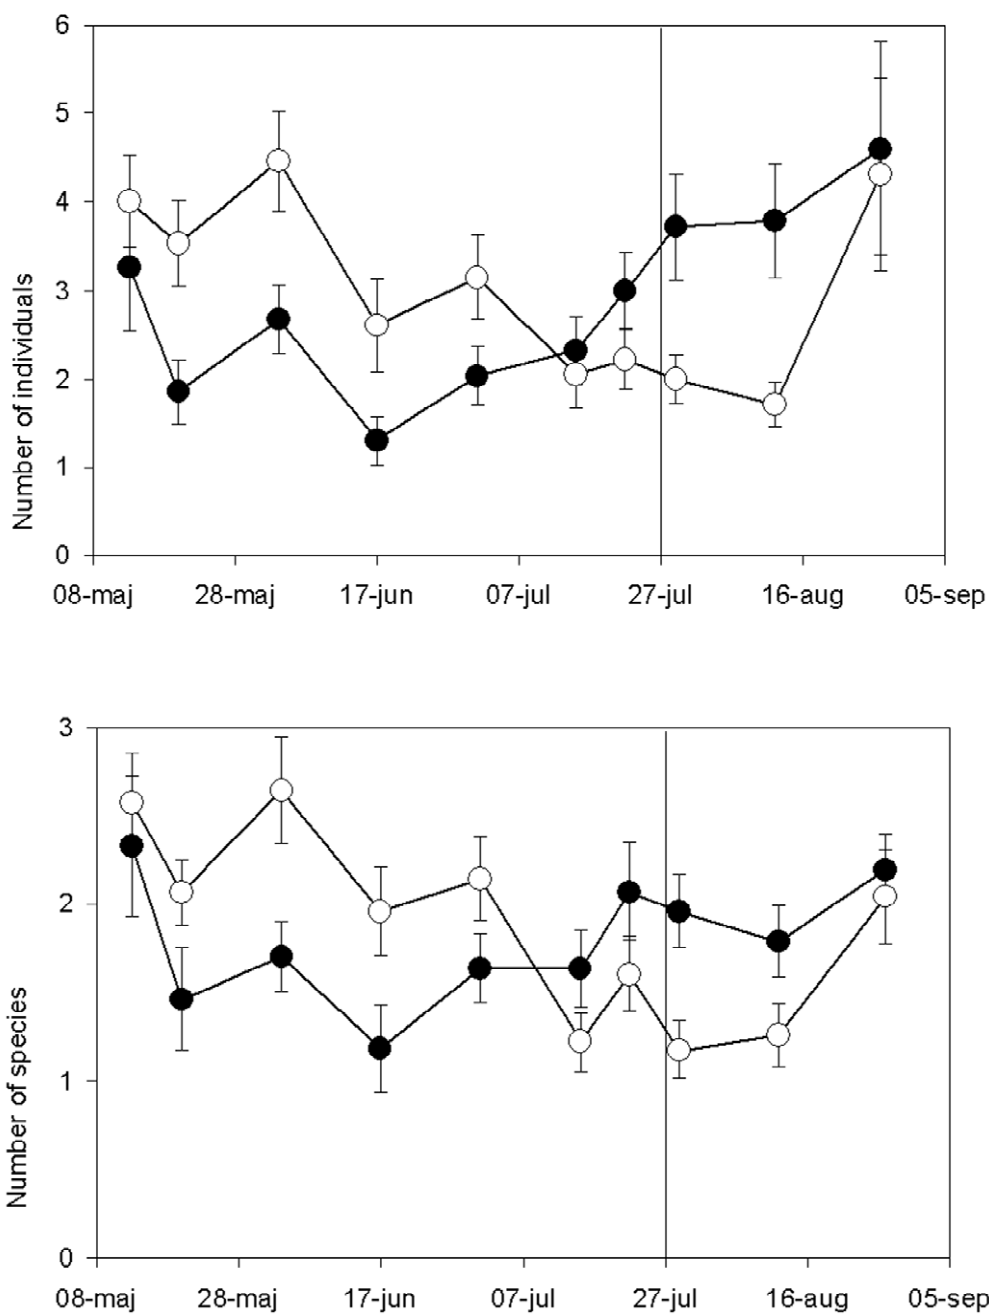 6
5
4
3
2
1
0
Number of individuals
08-maj 28-maj 17-jun 07-jul 27-jul 16-aug 05-sep
3
2
1
0
Number of species
08-maj 28-maj 17-jun 07-jul 27-jul 16-aug 05-sep